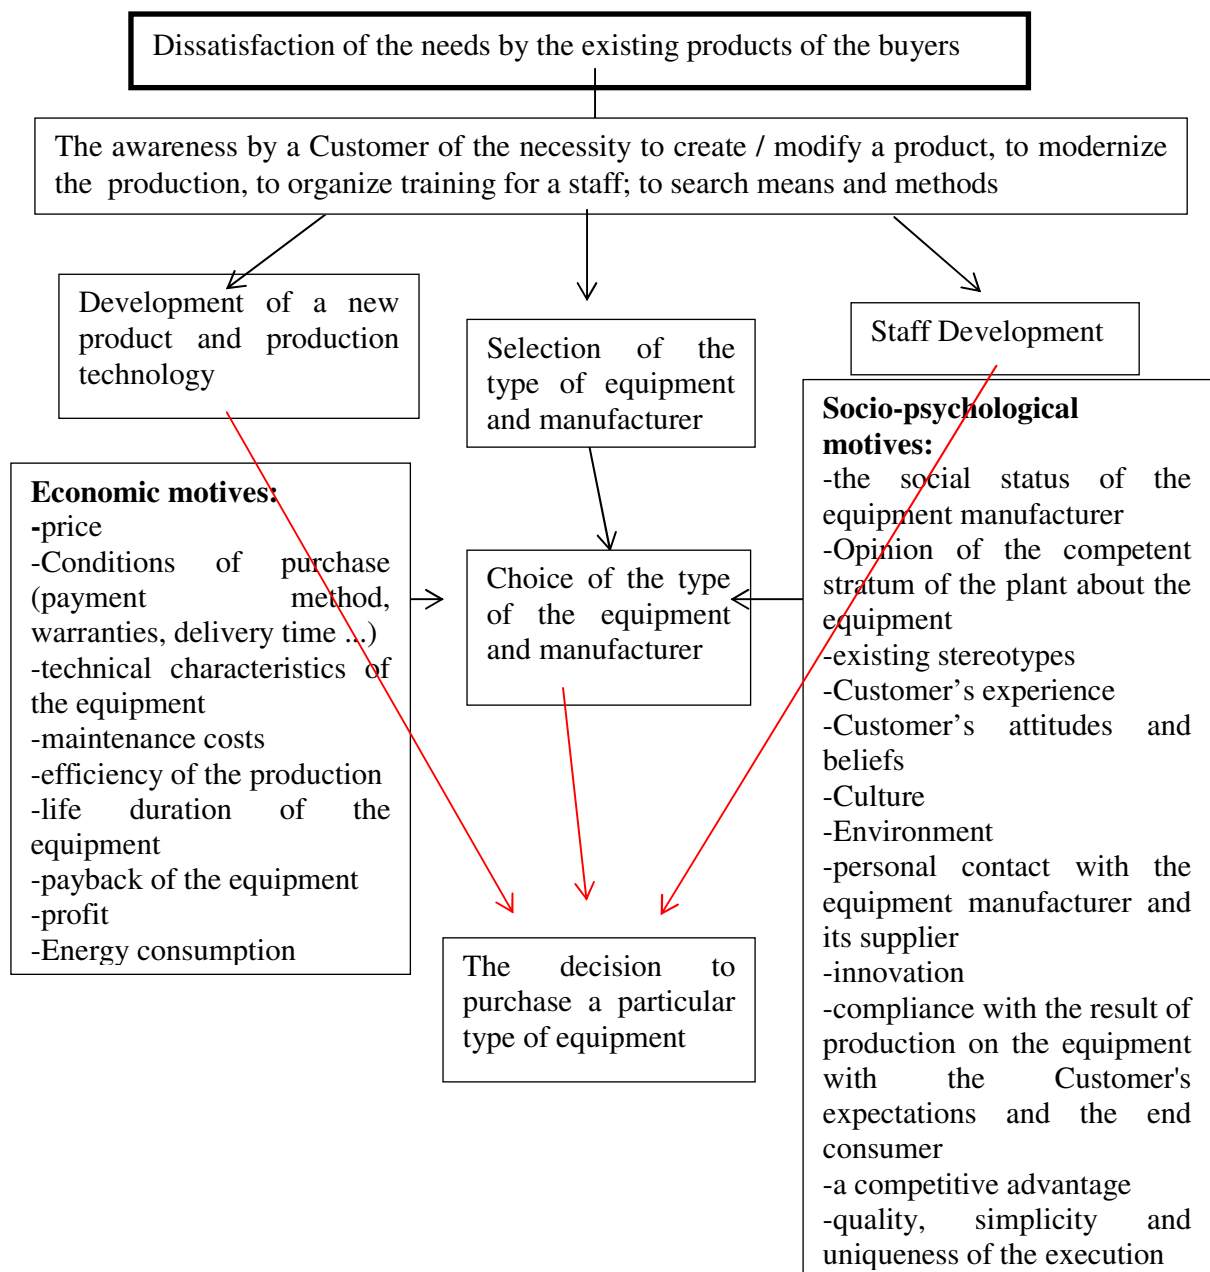 Dissatisfaction of the needs by the existing products of the buyers
The awareness by a Customer of the necessity to create / modify a product, to modernize
the production, to organize training for a staff; to search means and methods
Development of a new
product and production
technology
Selection of the
type of equipment
and manufacturer
Staff Development
Economic motives:
-price
-Conditions of purchase
(payment method,
warranties, delivery time ...)
-technical characteristics of
the equipment
-maintenance costs
-efficiency of the production
-life duration of the
equipment
-payback of the equipment
-profit
-Energy consumption
Choice of the type
of the equipment
and manufacturer
Socio-psychological
motives:
-the social status of the
equipment manufacturer
-Opinion of the competent
stratum of the plant about the
equipment
-existing stereotypes
-Customer’s experience
-Customer’s attitudes and
beliefs
-Culture
-Environment
-personal contact with the
equipment manufacturer and
its supplier
-innovation
-compliance with the result of
production on the equipment
with the Customer's
expectations and the end
consumer
-a competitive advantage
-quality, simplicity and
uniqueness of the execution
The decision to
purchase a particular
type of equipment